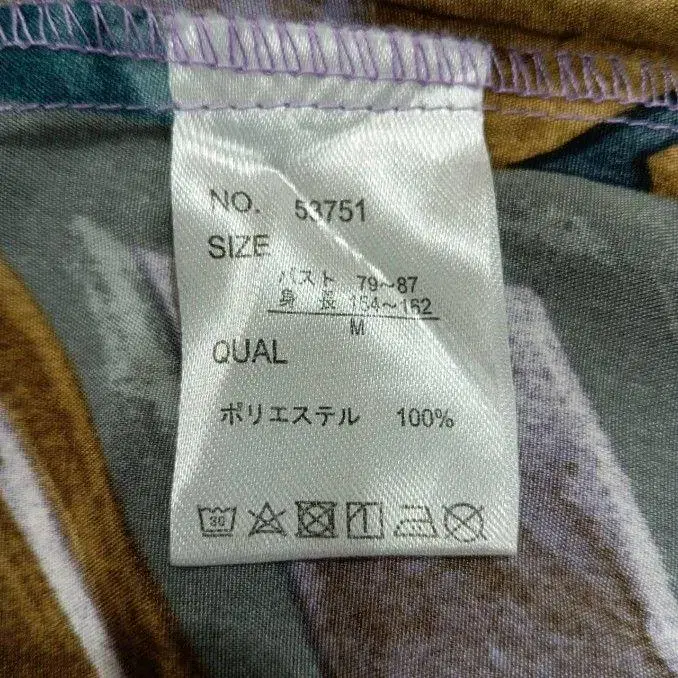 NO. 53751
SIZE
バスト 79～87
身長 154～162
M
QUAL
ポリエステル 100%
30